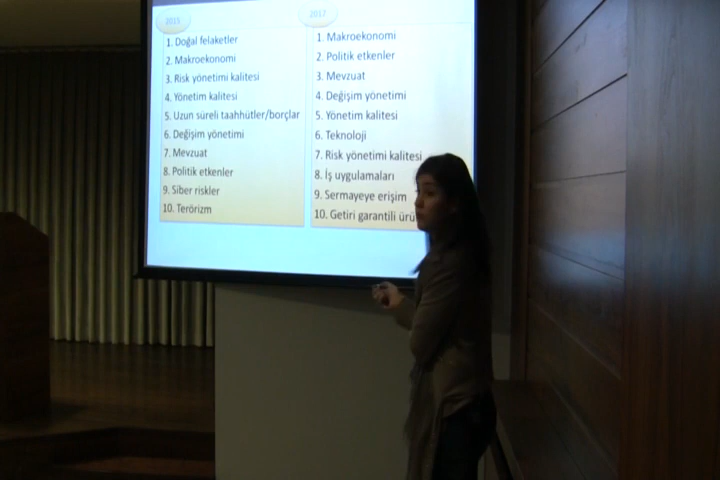 2015
1. Doğal felaketler
2. Makroekonomi
3. Risk yönetimi kalitesi
4. Yönetim kalitesi
5. Uzun süreli taahhütler/borçlar
6. Değişim yönetimi
7. Mevzuat
8. Politik etkenler
9. Siber riskler
10. Terörizm
2017
1. Makroekonomi
2. Politik etkenler
3. Mevzuat
4. Değişim yönetimi
5. Yönetim kalitesi
6. Teknoloji
7. Risk yönetimi kalitesi
8. İş uygulamaları
9. Sermayeye erişim
10. Getiri garantili ürü